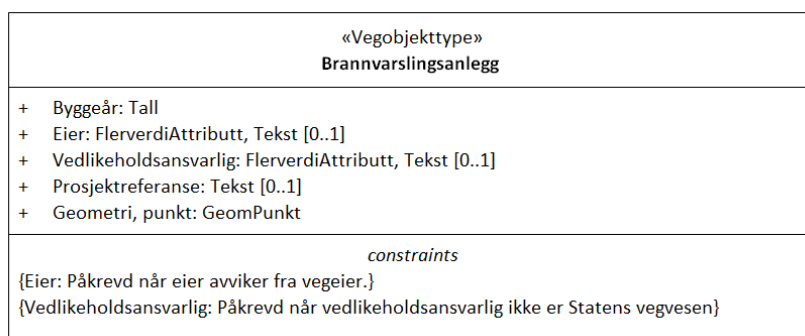 «Vegobjekttype»
Brannvarslingsanlegg
+ Byggeår: Tall
+ Eier: FlerverdiAttributt, Tekst [0..1]
+ Vedlikeholdsansvarlig: FlerverdiAttributt, Tekst [0..1]
+ Prosjektreferanse: Tekst [0..1]
+ Geometri, punkt: GeomPunkt
constraints
{Eier: Påkrevd når eier avviker fra vegeier.}
{Vedlikeholdsansvarlig: Påkrevd når vedlikeholdsansvarlig ikke er Statens vegvesen}